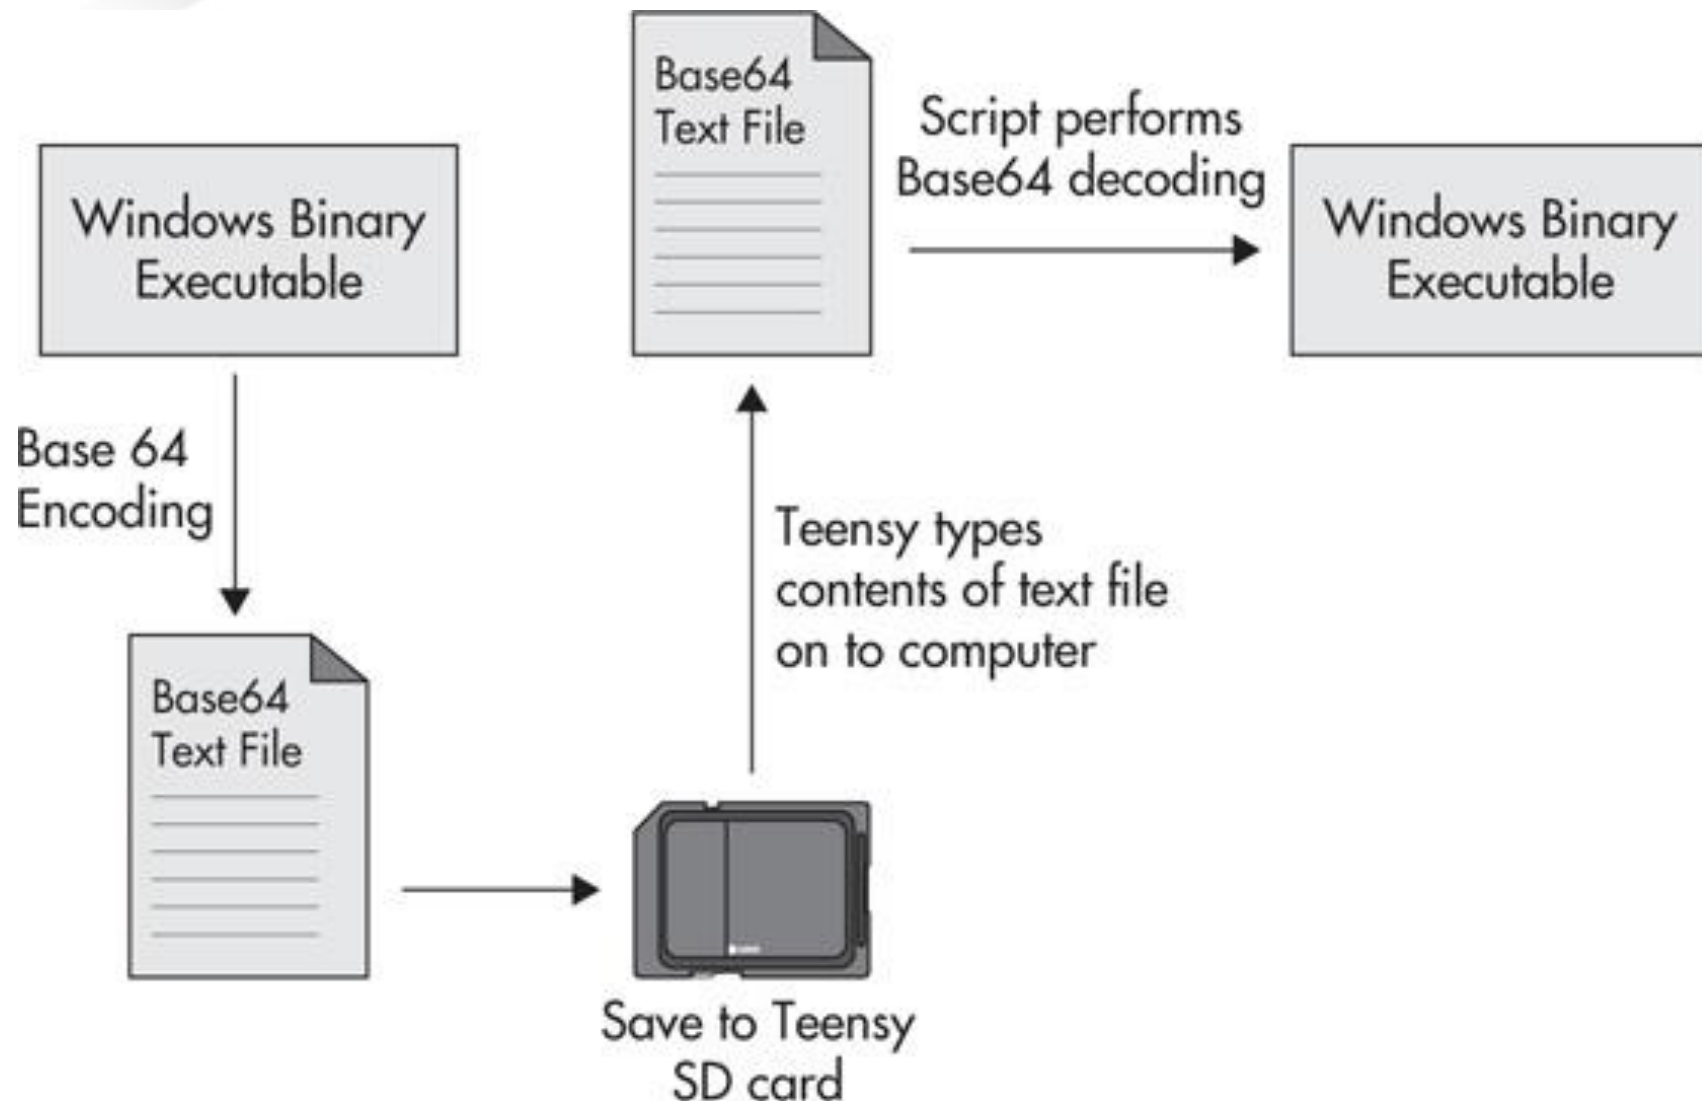 Windows Binary
Executable
Base 64
Encoding
Base64
Text File
Save to Teensy
SD card
Teensy types
contents of text file
on to computer
Base64
Text File
Script performs
Base64 decoding
Windows Binary
Executable